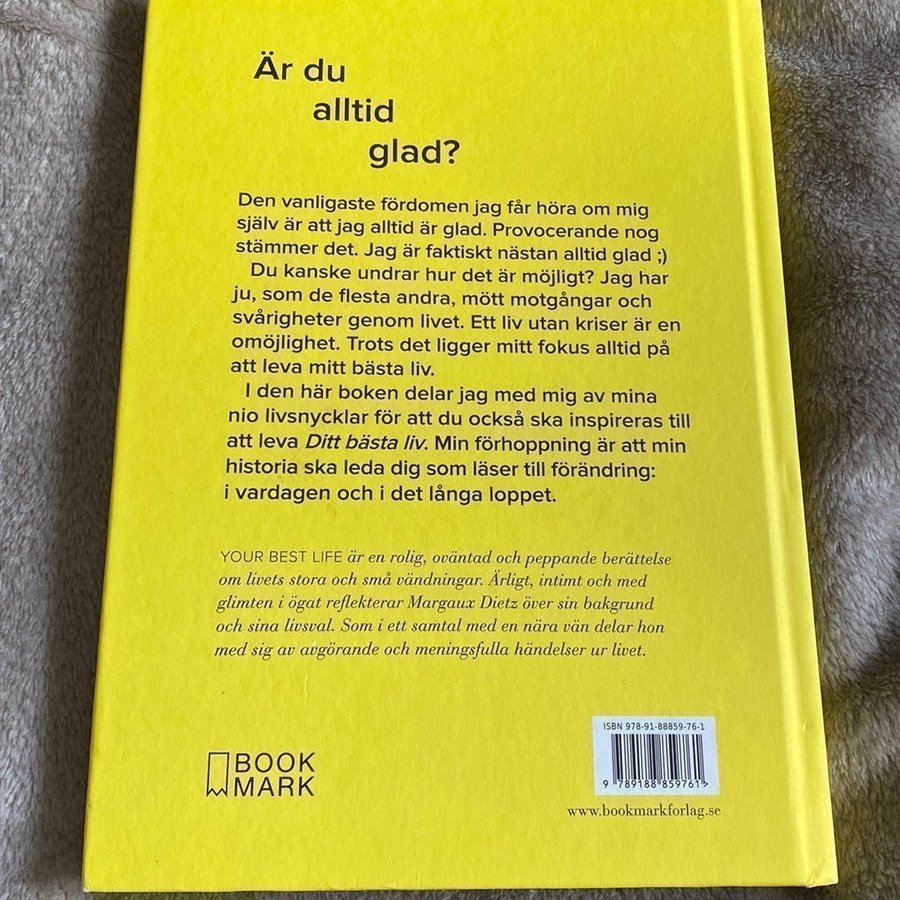 Är du
alltid
glad?
Den vanligaste fördomen jag får höra om mig
själv är att jag alltid är glad. Provocerande nog
stämmer det. Jag är faktiskt nästan alltid glad ;)
Du kanske undrar hur det är möjligt? Jag har
ju, som de flesta andra, mött motgångar och
svårigheter genom livet. Ett liv utan kriser är en
omöjlighet. Trots det ligger mitt fokus alltid på
att leva mitt bästa liv.
I den här boken delar jag med mig av mina
nio livsnycklar för att du också ska inspireras till
att leva Ditt bästa liv. Min förhoppning är att min
historia ska leda dig som läser till förändring:
i vardagen och i det långa loppet.
YOUR BEST LIFE är en rolig, oväntad och peppande berättelse
om livets stora och små vändningar. Ärligt, intimt och med
glimten i ögat reflekterar Margaux Dietz över sin bakgrund
och sina livsval. Som i ett samtal med en nära vän delar hon
med sig av avgörande och meningsfulla händelser ur livet.
BOOK
MARK
ISBN 978-91-88859-76-1
9 789188 859761>
www.bookmarkforlag.se